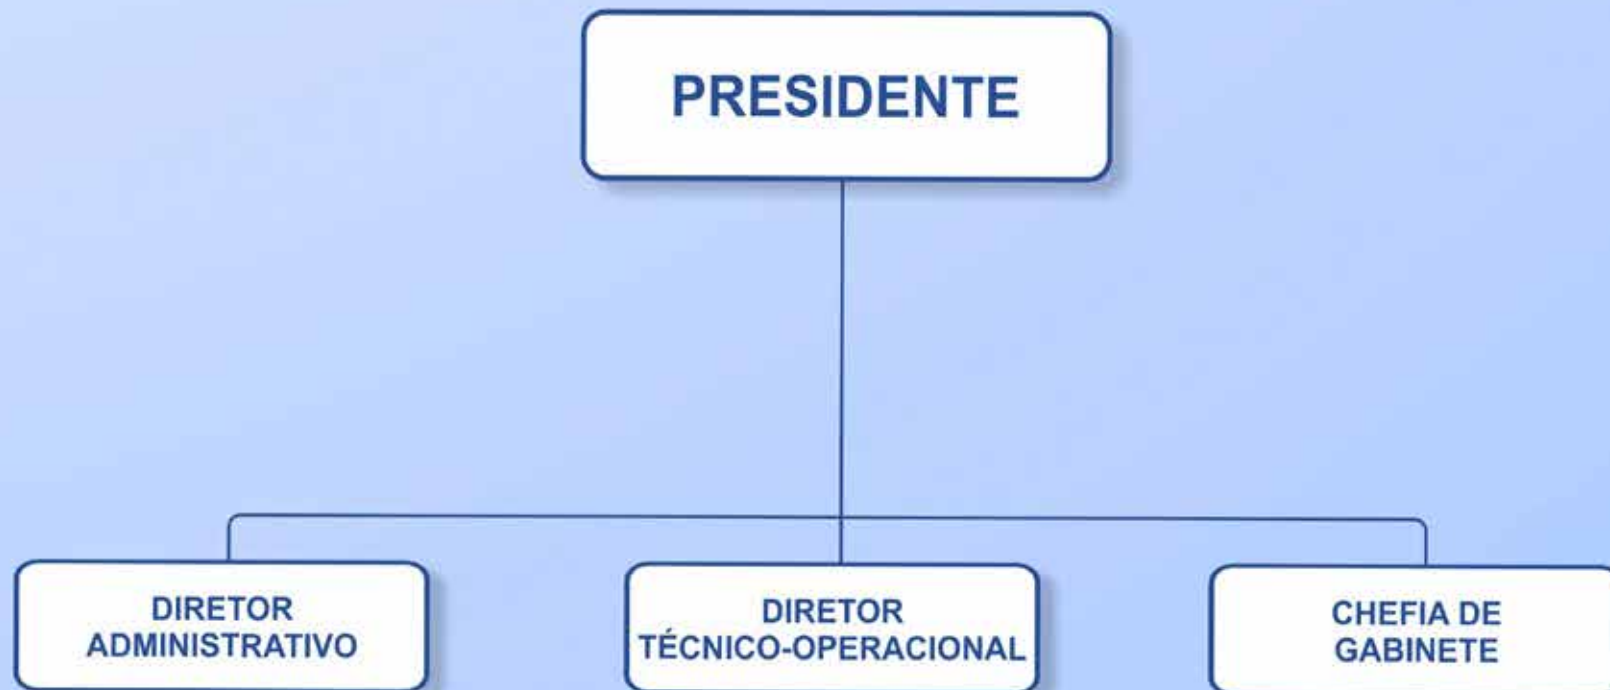 PRESIDENTE
DIRETOR
ADMINISTRATIVO
DIRETOR
TÉCNICO-OPERACIONAL
CHEFIA DE
GABINETE